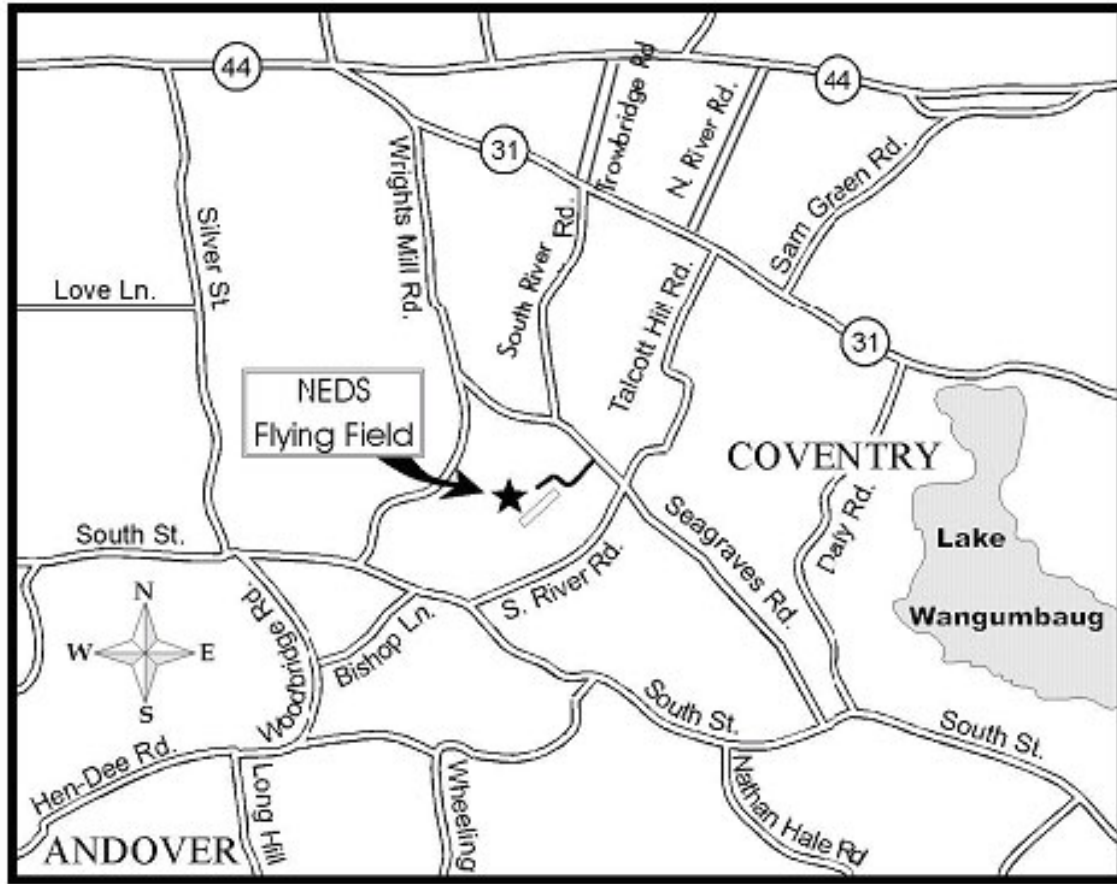 44
44
31
Trowbridge Rd
N. River Rd.
Wrights Mill Rd.
Sam Green Rd.
Silver St.
South River Rd.
Love Ln.
Talcott Hill Rd.
31
NEDS
Flying Field
COVENTRY
Daly Rd.
Seagraves Rd.
South St.
Lake
Wangumbaug
S. River Rd.
N
W E
S
Woodbridge Rd.
Bishop Ln.
South St.
South St.
Hen-Dee Rd.
Long Hill
Wheeling
Nathan Hale Rd
ANDOVER